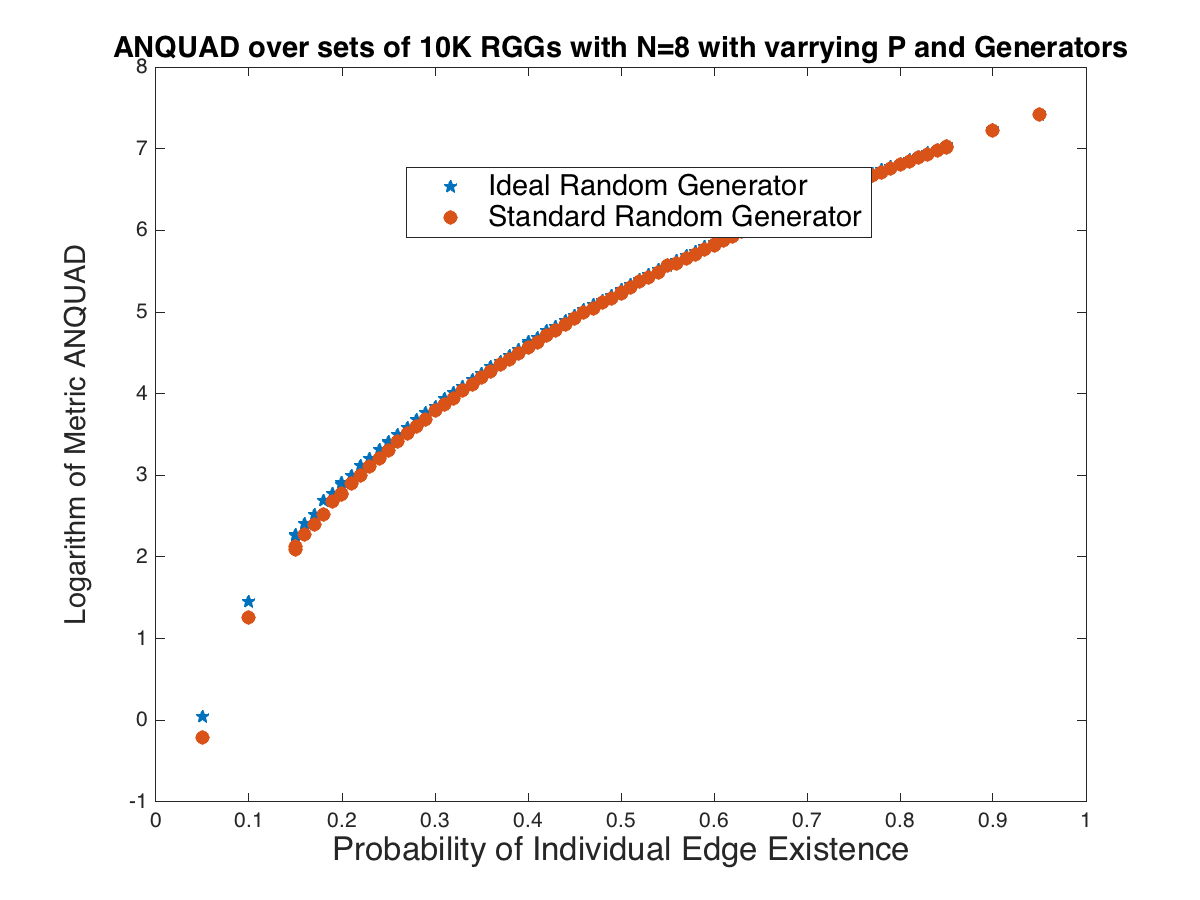 ANQUAD over sets of 10K RGGs with N=8 with varrying P and Generators
8
7
6
5
4
3
2
1
0
-1
Logarithm of Metric ANQUAD
Ideal Random Generator
Standard Random Generator
0 0.1 0.2 0.3 0.4 0.5 0.6 0.7 0.8 0.9 1
Probability of Individual Edge Existence